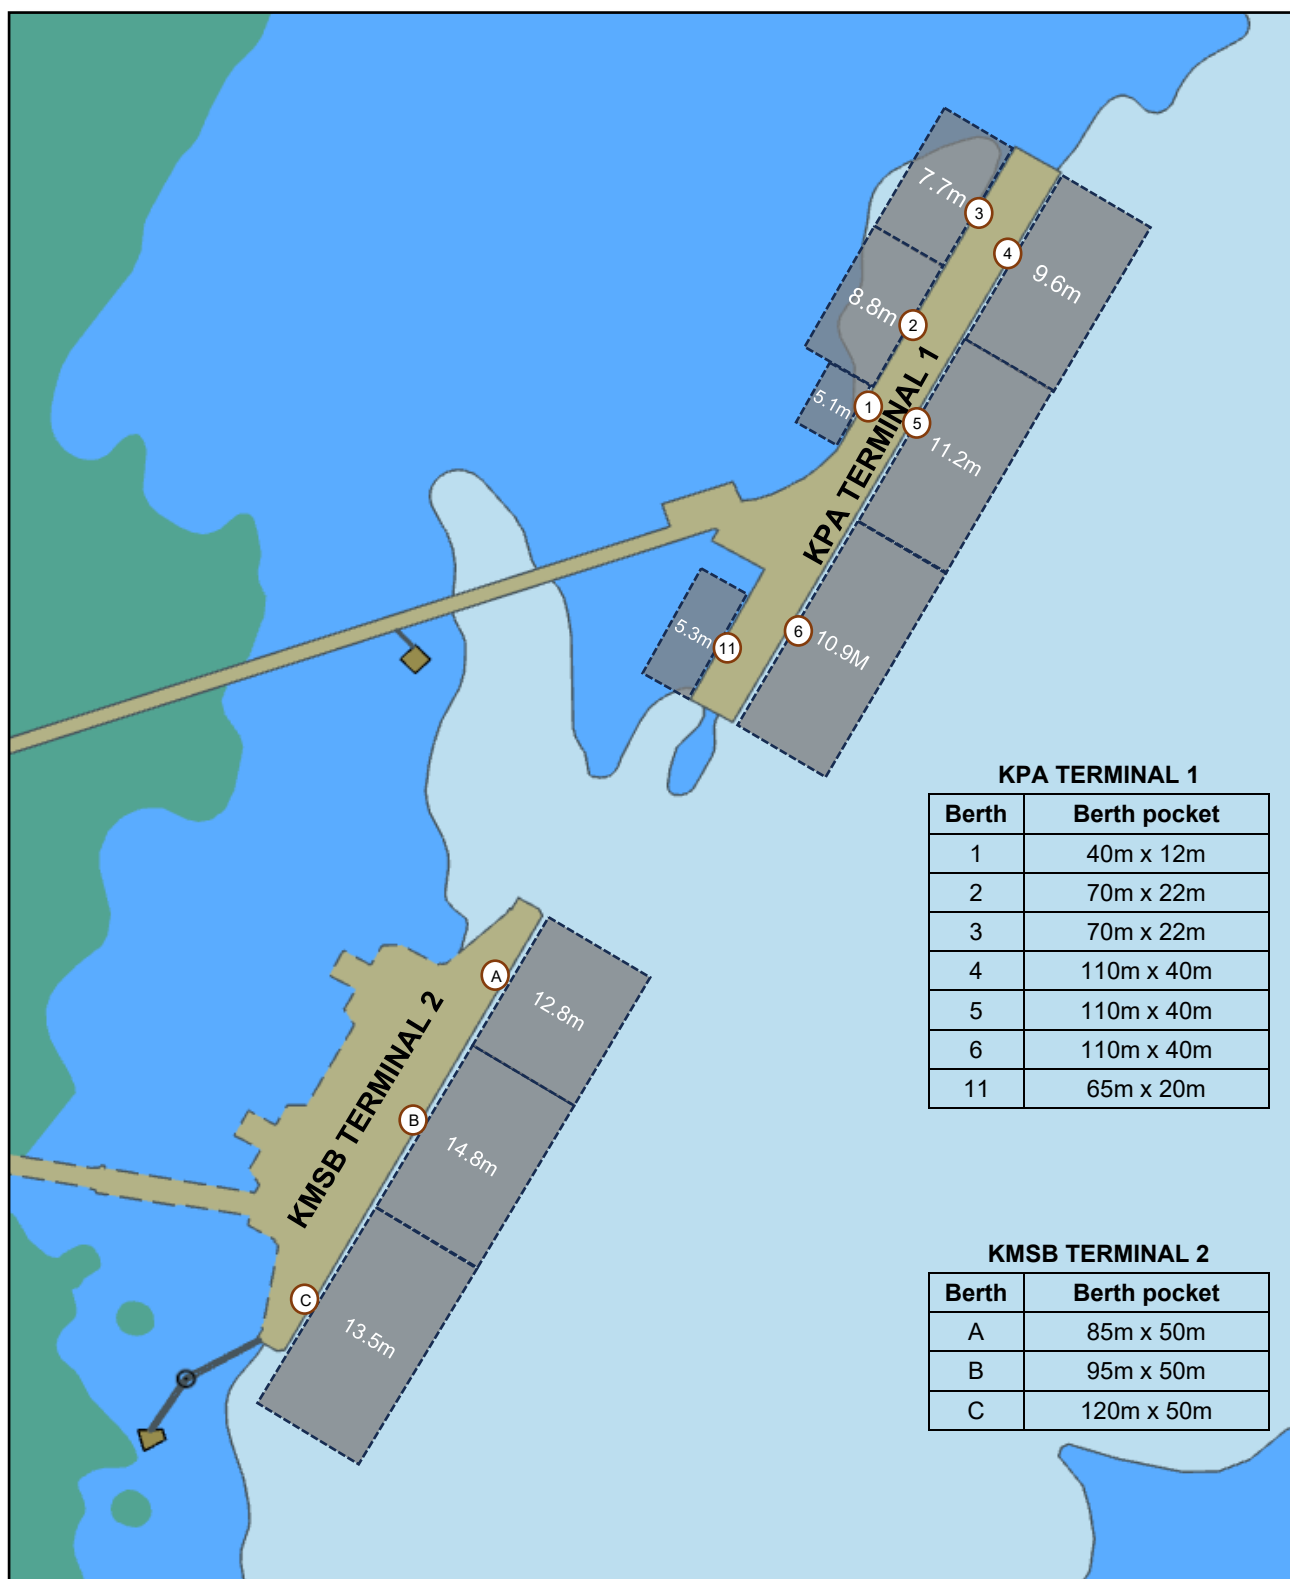 7.7m
3
4
9.6m
8.8m
2
5.1m
1
5
11.2m
KPA TERMINAL 1
5.3m
11
6
10.9M
KPA TERMINAL 1
Berth Berth pocket
1 40m x 12m
2 70m x 22m
3 70m x 22m
4 110m x 40m
5 110m x 40m
6 110m x 40m
11 65m x 20m
A
12.8m
KMSB TERMINAL 2
B
14.8m
C
13.5m
KMSB TERMINAL 2
Berth Berth pocket
A 85m x 50m
B 95m x 50m
C 120m x 50m